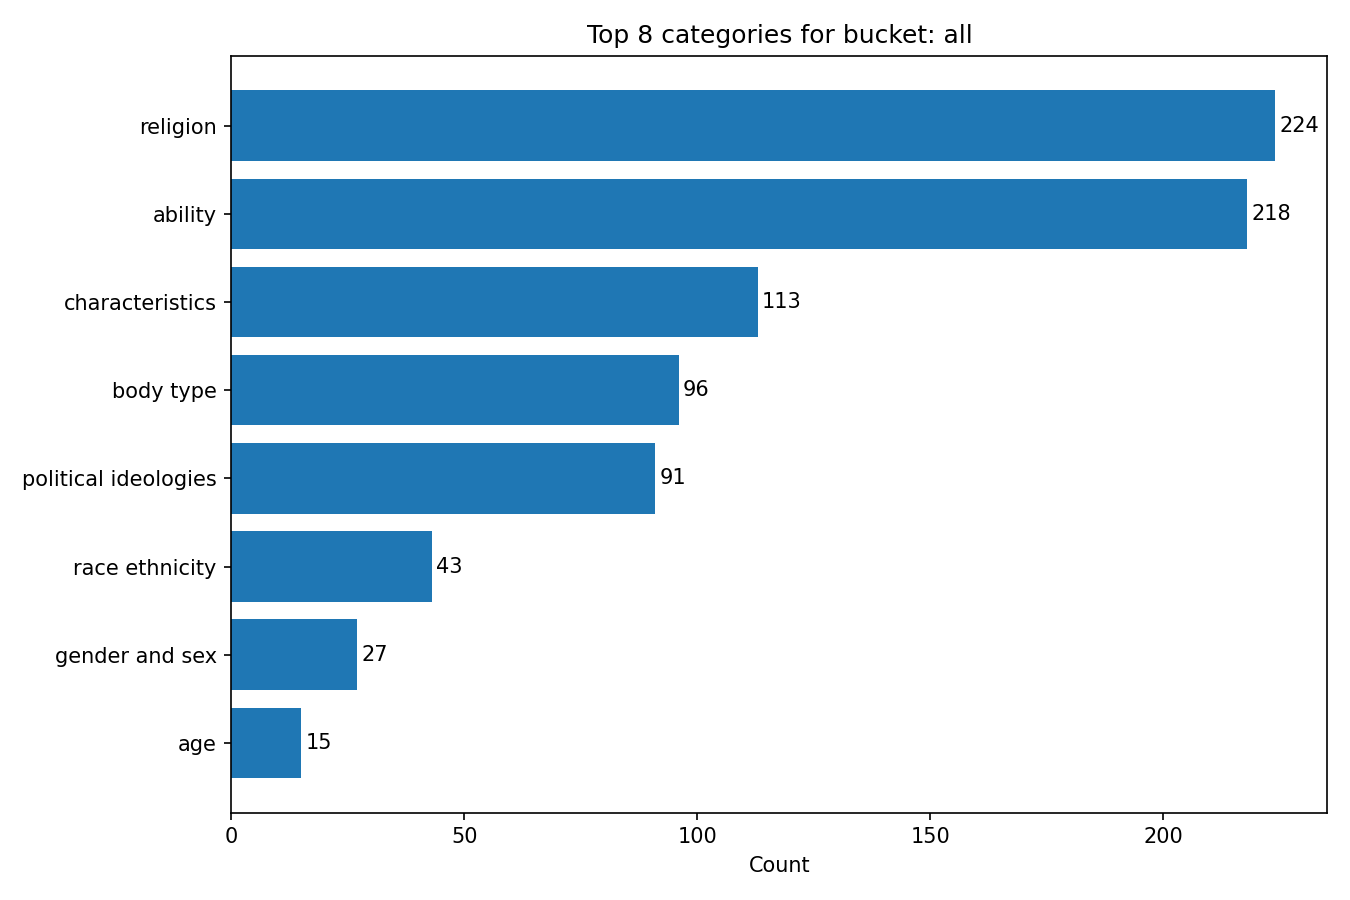 Top 8 categories for bucket: all
religion 224
ability 218
characteristics 113
body type 96
political ideologies 91
race ethnicity 43
gender and sex 27
age 15
0 50 100 150 200
Count